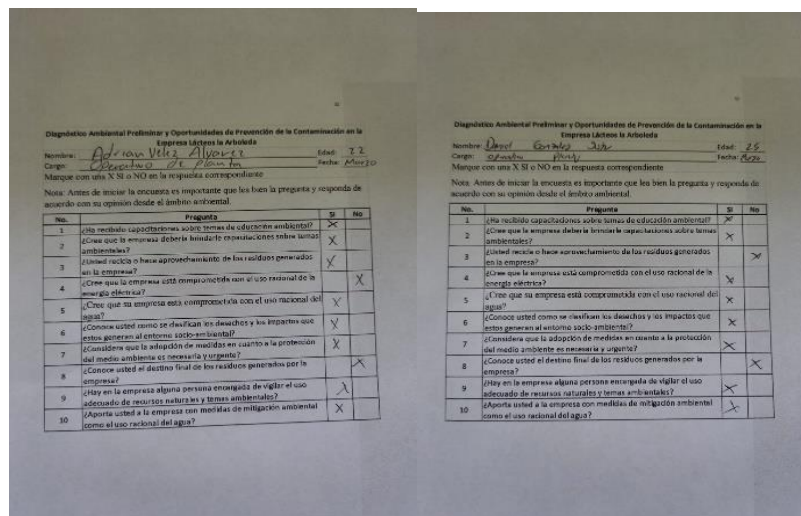 Diagnóstico Ambiental Preliminar y Oportunidades de Prevención de la Contaminación en la
Empresa Lácteos la Arboleda
Nombre: Adrian Velez Alvarez Edad: 22
Cargo: Operativo de planta Fecha: Marzo
Marque con una X SI o NO en la respuesta correspondiente
Nota: Antes de iniciar la encuesta es importante que lea bien la pregunta y responda de
acuerdo con su opinión desde el ámbito ambiental.
No. Pregunta SI No
1 ¿Ha recibido capacitaciones sobre temas de educación ambiental? X
2 ¿Cree que la empresa debería brindarle capacitaciones sobre temas
ambientales? X
3 ¿Usted recicla o hace aprovechamiento de los residuos generados
en la empresa? X
4 ¿Cree que la empresa está comprometida con el uso racional de la
energía eléctrica? X
5 ¿Cree que su empresa está comprometida con el uso racional del
agua? X
6 ¿Conoce usted como se clasifican los desechos y los impactos que
estos generan al entorno socio-ambiental? X
7 ¿Considera que la adopción de medidas en cuanto a la protección
del medio ambiente es necesaria y urgente? X
8 ¿Conoce usted el destino final de los residuos generados por la
empresa? X
9 ¿Hay en la empresa alguna persona encargada de vigilar el uso
adecuado de recursos naturales y temas ambientales? X
10 ¿Aporta usted a la empresa con medidas de mitigación ambiental
como el uso racional del agua? X
Diagnóstico Ambiental Preliminar y Oportunidades de Prevención de la Contaminación en la
Empresa Lácteos la Arboleda
Nombre: Gonzalez Edad: 25
Cargo: Fecha:
Marque con una X SI o NO en la respuesta correspondiente
Nota: Antes de iniciar la encuesta es importante que lea bien la pregunta y responda de
acuerdo con su opinión desde el ámbito ambiental.
No. Pregunta SI No
1 ¿Ha recibido capacitaciones sobre temas de educación ambiental? X
2 ¿Cree que la empresa debería brindarle capacitaciones sobre temas
ambientales? X
3 ¿Usted recicla o hace aprovechamiento de los residuos generados
en la empresa? X
4 ¿Cree que la empresa está comprometida con el uso racional de la
energía eléctrica? X
5 ¿Cree que su empresa está comprometida con el uso racional del
agua? X
6 ¿Conoce usted como se clasifican los desechos y los impactos que
estos generan al entorno socio-ambiental? X
7 ¿Considera que la adopción de medidas en cuanto a la protección
del medio ambiente es necesaria y urgente? X
8 ¿Conoce usted el destino final de los residuos generados por la
empresa? X
9 ¿Hay en la empresa alguna persona encargada de vigilar el uso
adecuado de recursos naturales y temas ambientales? X
10 ¿Aporta usted a la empresa con medidas de mitigación ambiental
como el uso racional del agua? X